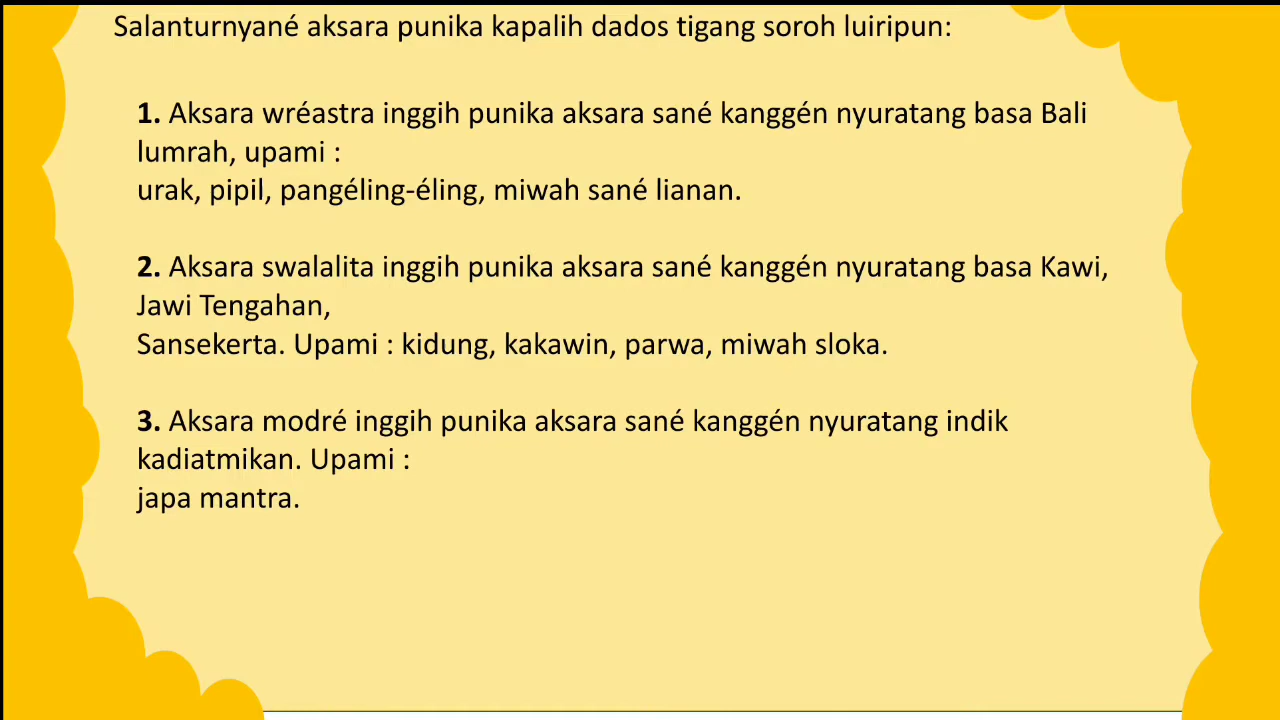 Salanturnyané aksara punika kapalih dados tigang soroh luiripun:
1. Aksara wréastra inggih punika aksara sané kanggén nyuratang basa Bali
lumrah, upami :
urak, pipil, pangéling-éling, miwah sané lianan.
2. Aksara swalalita inggih punika aksara sané kanggén nyuratang basa Kawi,
Jawi Tengahan,
Sansekerta. Upami : kidung, kakawin, parwa, miwah sloka.
3. Aksara modré inggih punika aksara sané kanggén nyuratang indik
kadiatmikan. Upami :
japa mantra.